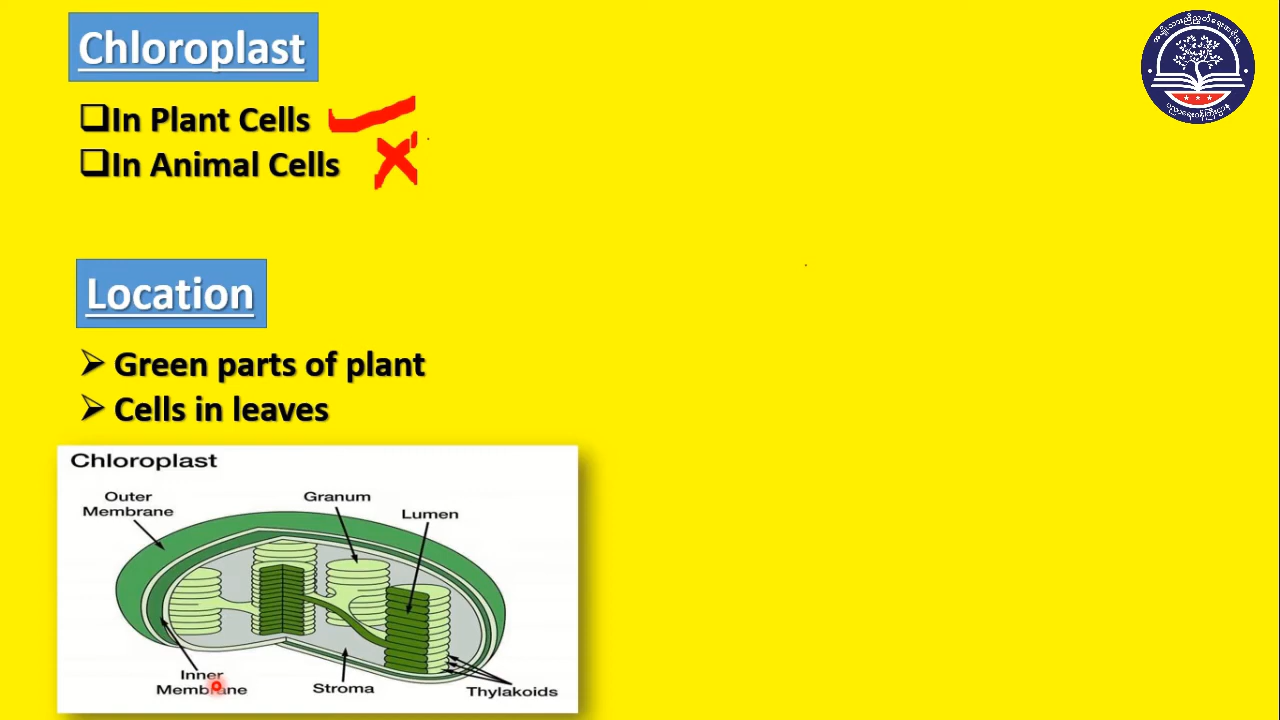 Chloroplast
In Plant Cells
In Animal Cells
Location
Green parts of plant
Cells in leaves
Chloroplast
Outer
Membrane
Granum
Lumen
Inner
Membrane
Stroma
Thylakoids